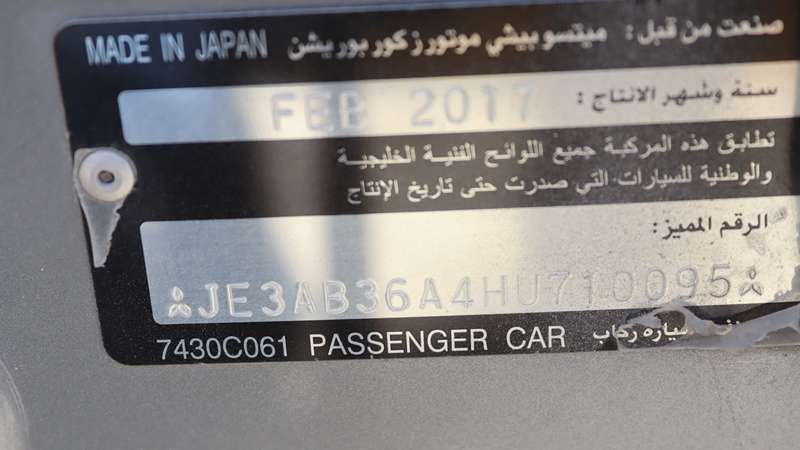 صنعت من قبل: ميتسوبيشي موتورز كوربوريشن MADE IN JAPAN
سنة وشهر الانتاج: FEB 2017
تطابق هذه المركبة جميع اللوائح الفنية الخليجية
والوطنية للسيارات التي صدرت حتى تاريخ الإنتاج
الرقم المميز:
JE3AB36A4HU710095
7430C061 PASSENGER CAR سياره ركاب